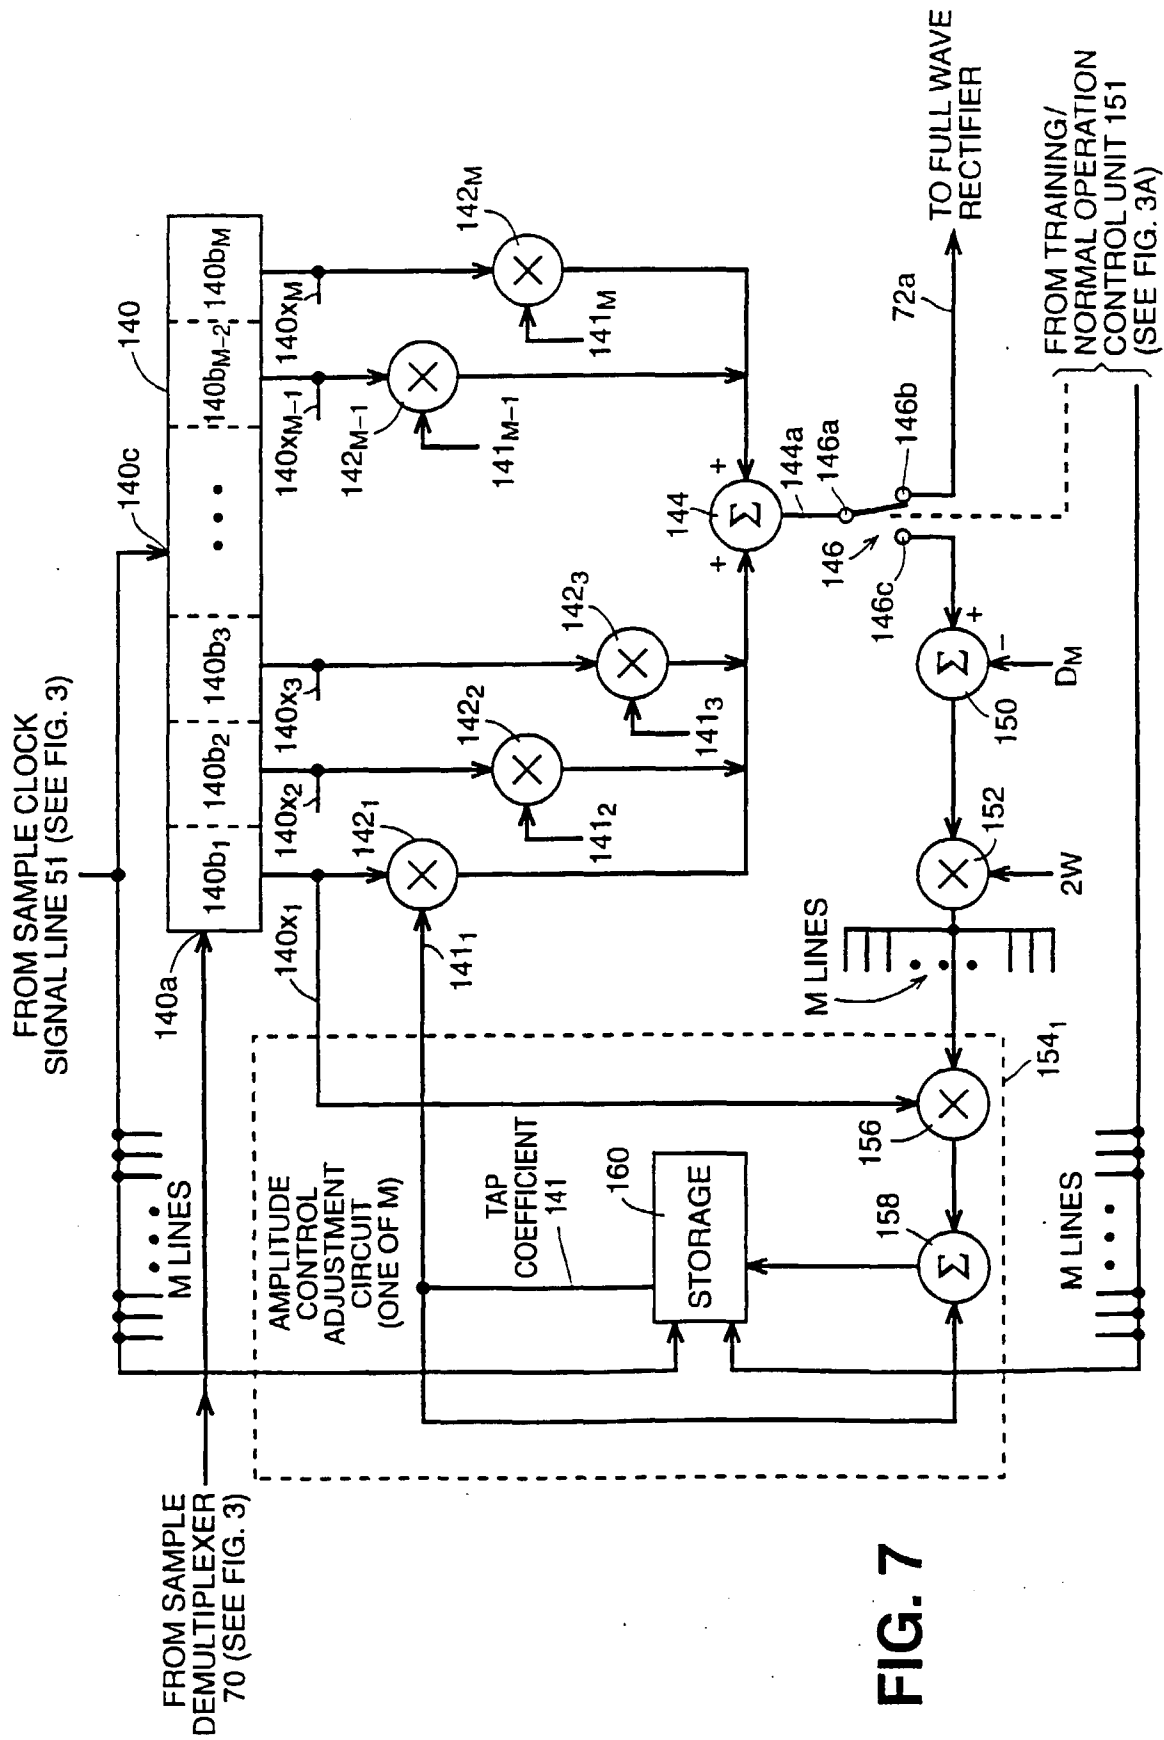 FROM SAMPLE CLOCK
SIGNAL LINE 51 (SEE FIG. 3)
FROM SAMPLE
DEMULTIPLEXER
70 (SEE FIG. 3)
M LINES
140a
140c
140
140b1
140b2
140b3
140bM-2
140bM
140x1
140x2
140x3
140xM-1
140xM
1421
1422
1423
142M-1
142M
1411
1412
1413
141M-1
141M
AMPLITUDE
CONTROL
ADJUSTMENT
CIRCUIT
(ONE OF M)
TAP
COEFFICIENT
141
160
STORAGE
144
Σ
+
+
144a
146a
146
146b
146c
72a
TO FULL WAVE
RECTIFIER
158
Σ
156
1541
M LINES
152
2W
150
Σ
+
−
DM
M LINES
FROM TRAINING/
NORMAL OPERATION
CONTROL UNIT 151
(SEE FIG. 3A)
FIG. 7